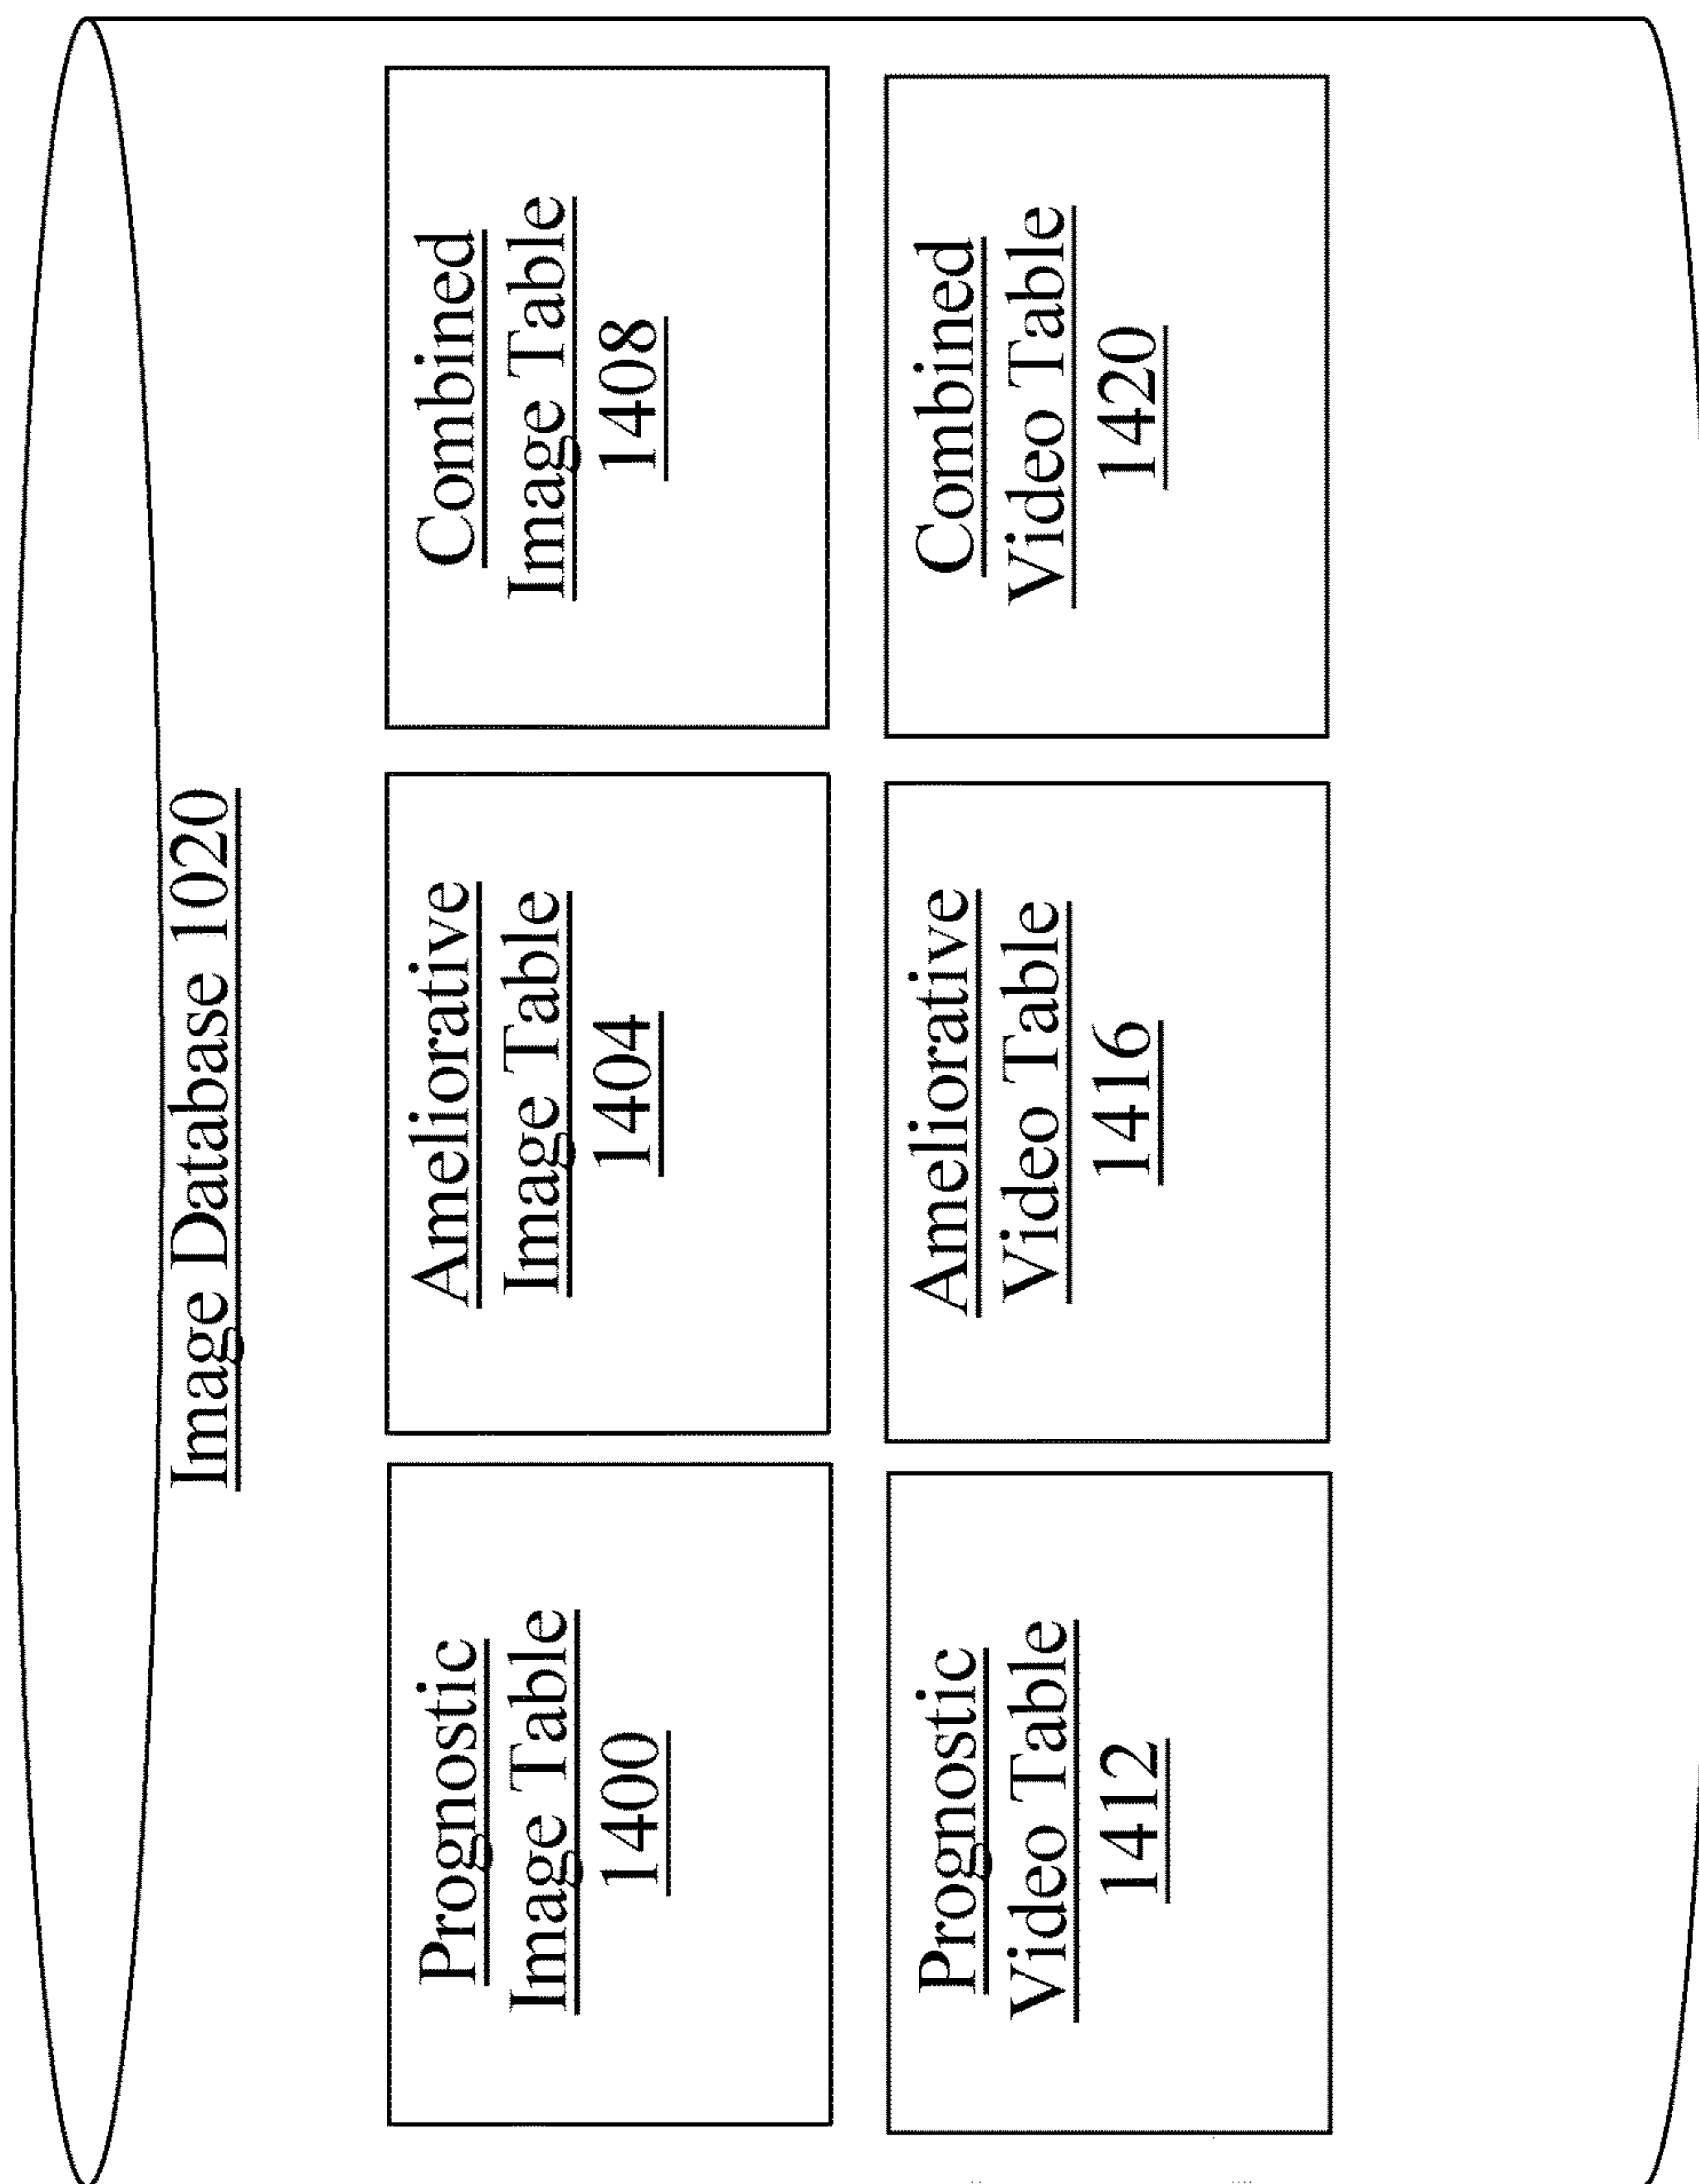 Image Database 1020
Prognostic
Image Table
1400
Ameliorative
Image Table
1404
Combined
Image Table
1408
Prognostic
Video Table
1412
Ameliorative
Video Table
1416
Combined
Video Table
1420